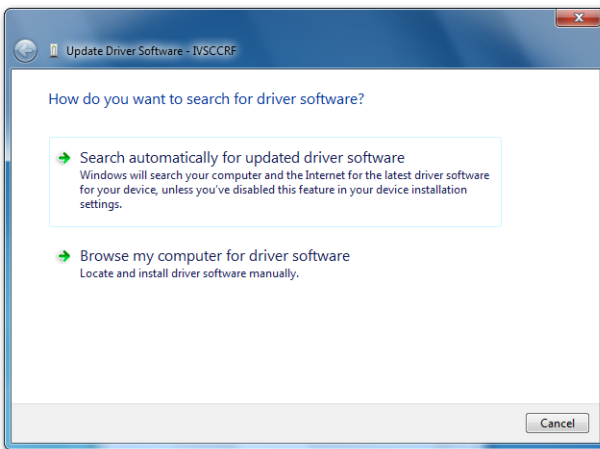 Update Driver Software - IVSCCRF
How do you want to search for driver software?
Search automatically for updated driver software
Windows will search your computer and the Internet for the latest driver software
for your device, unless you've disabled this feature in your device installation
settings.
Browse my computer for driver software
Locate and install driver software manually.
Cancel